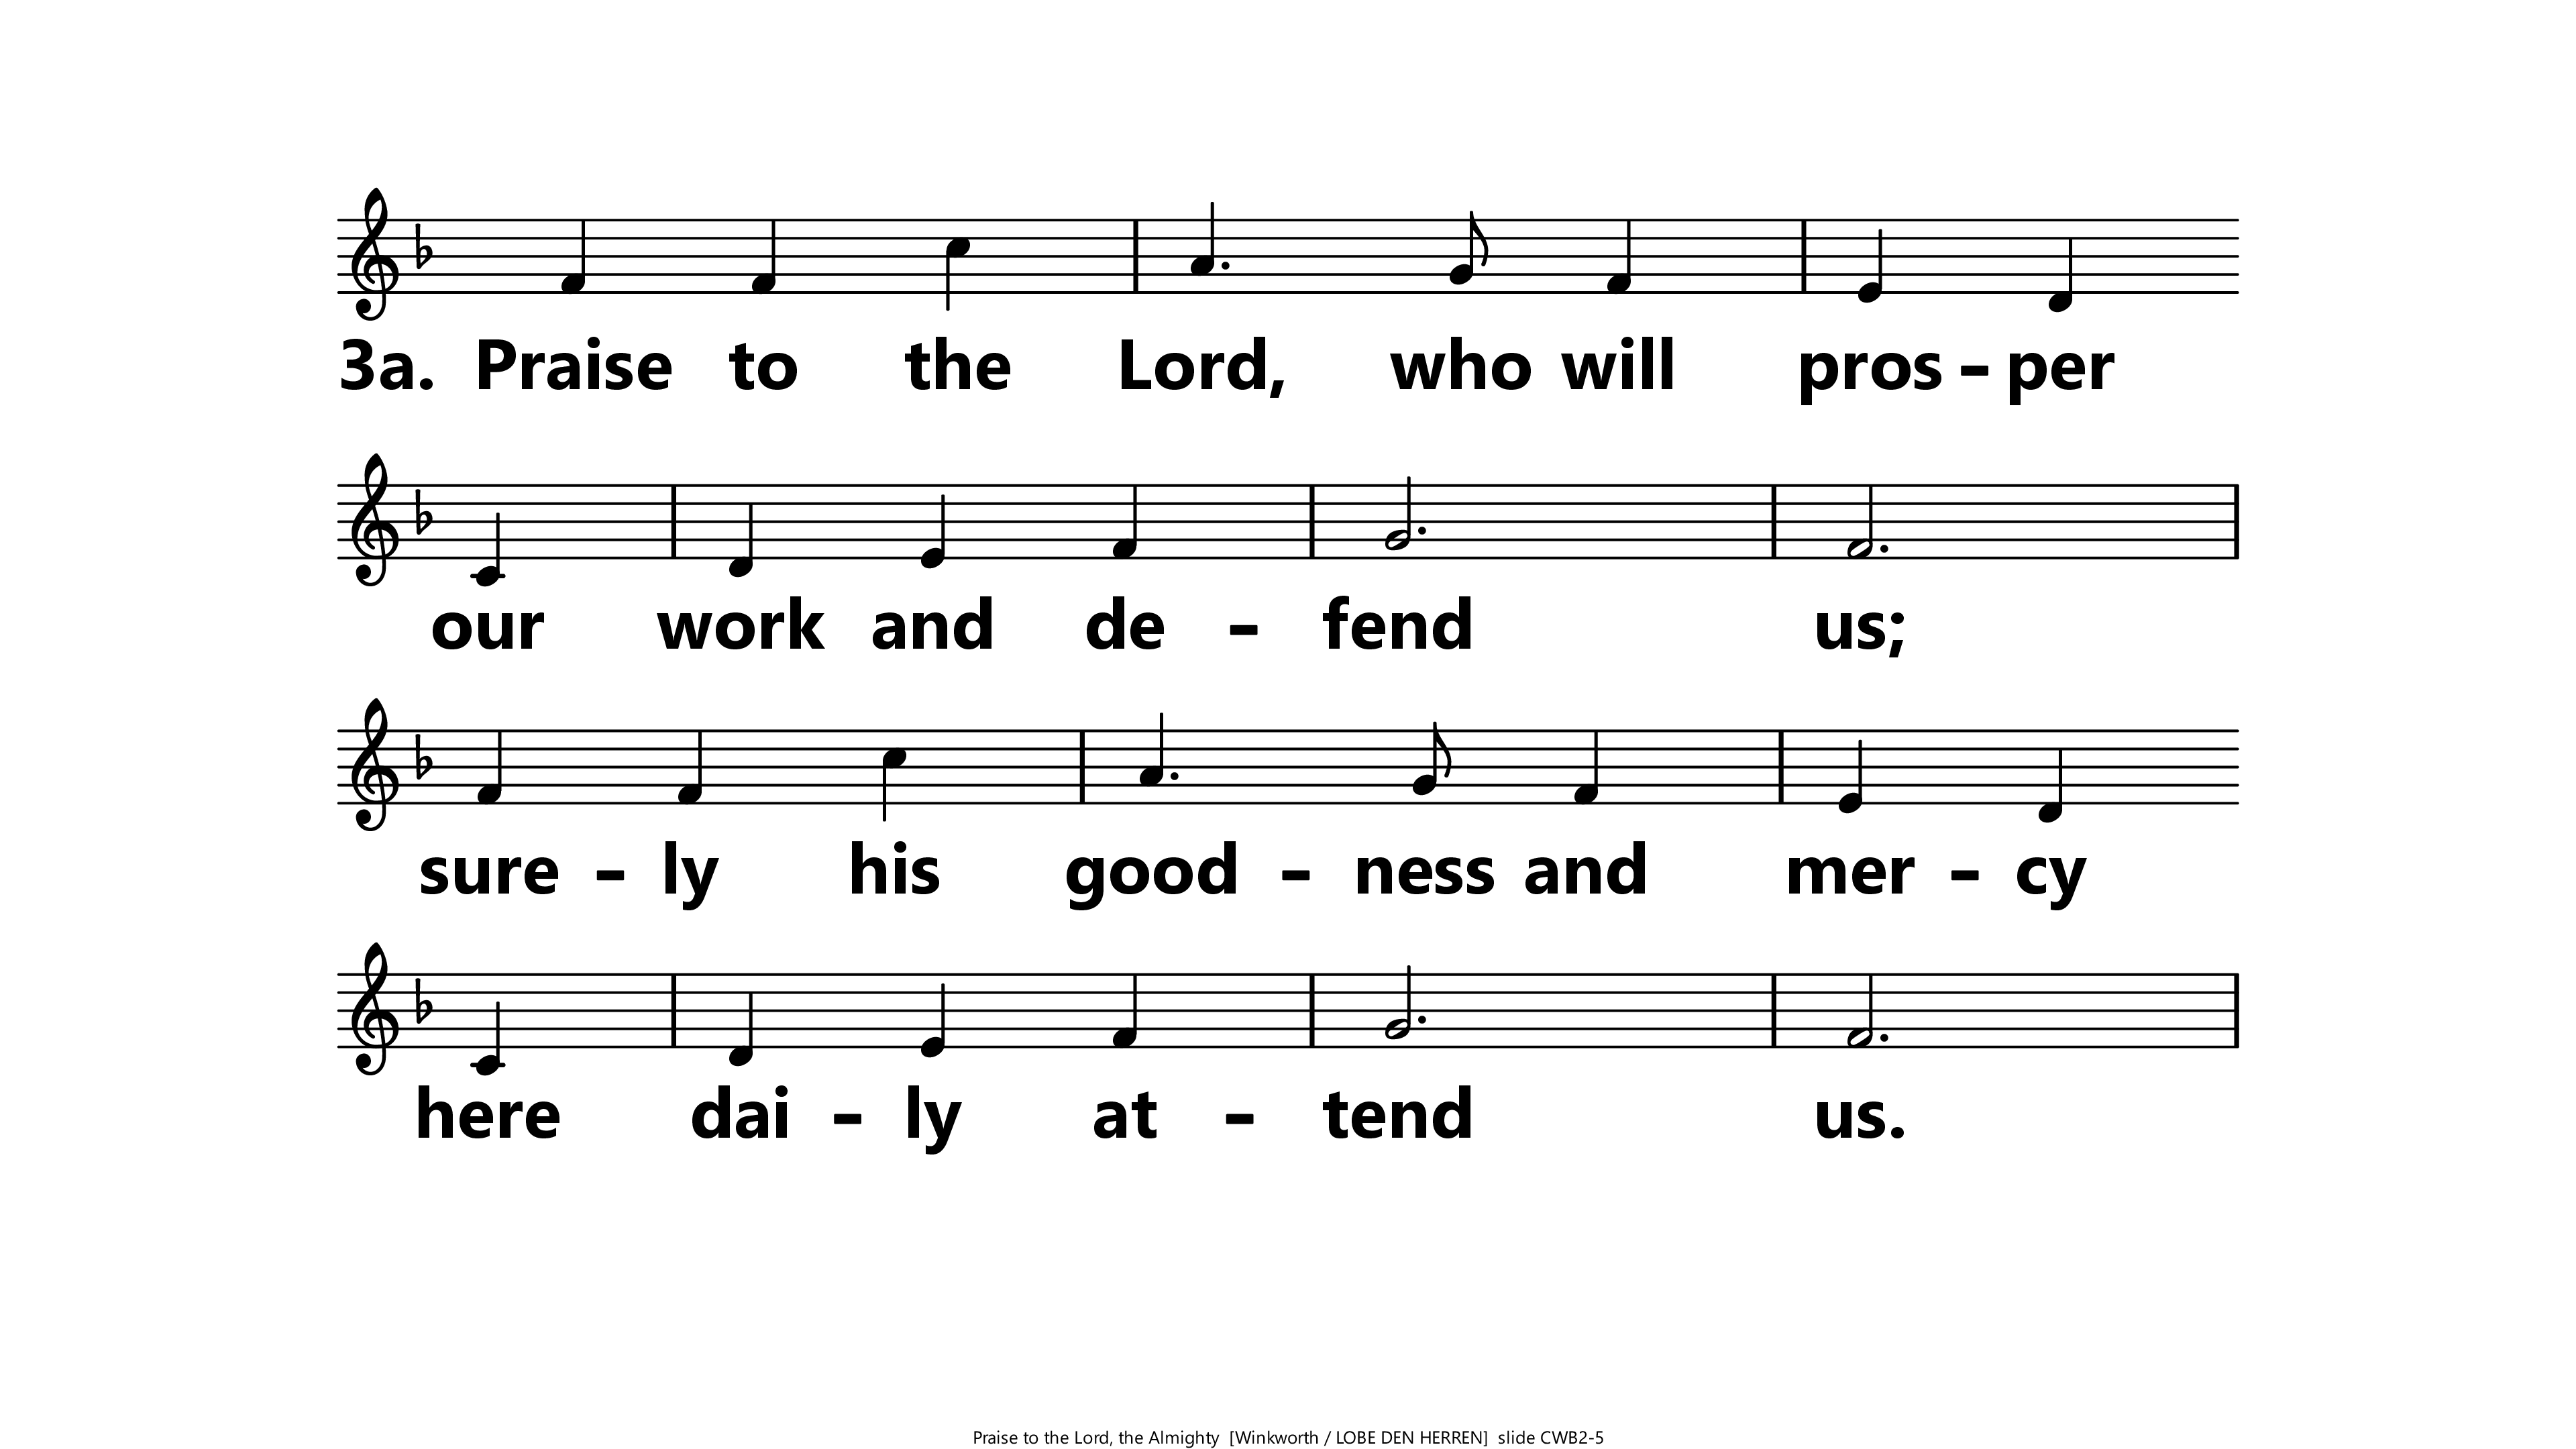 3a. Praise to the Lord, who will pros - per
our work and de - fend us;
sure - ly his good - ness and mer - cy
here dai - ly at - tend us.
Praise to the Lord, the Almighty [Winkworth / LOBE DEN HERREN] slide CWB2-5